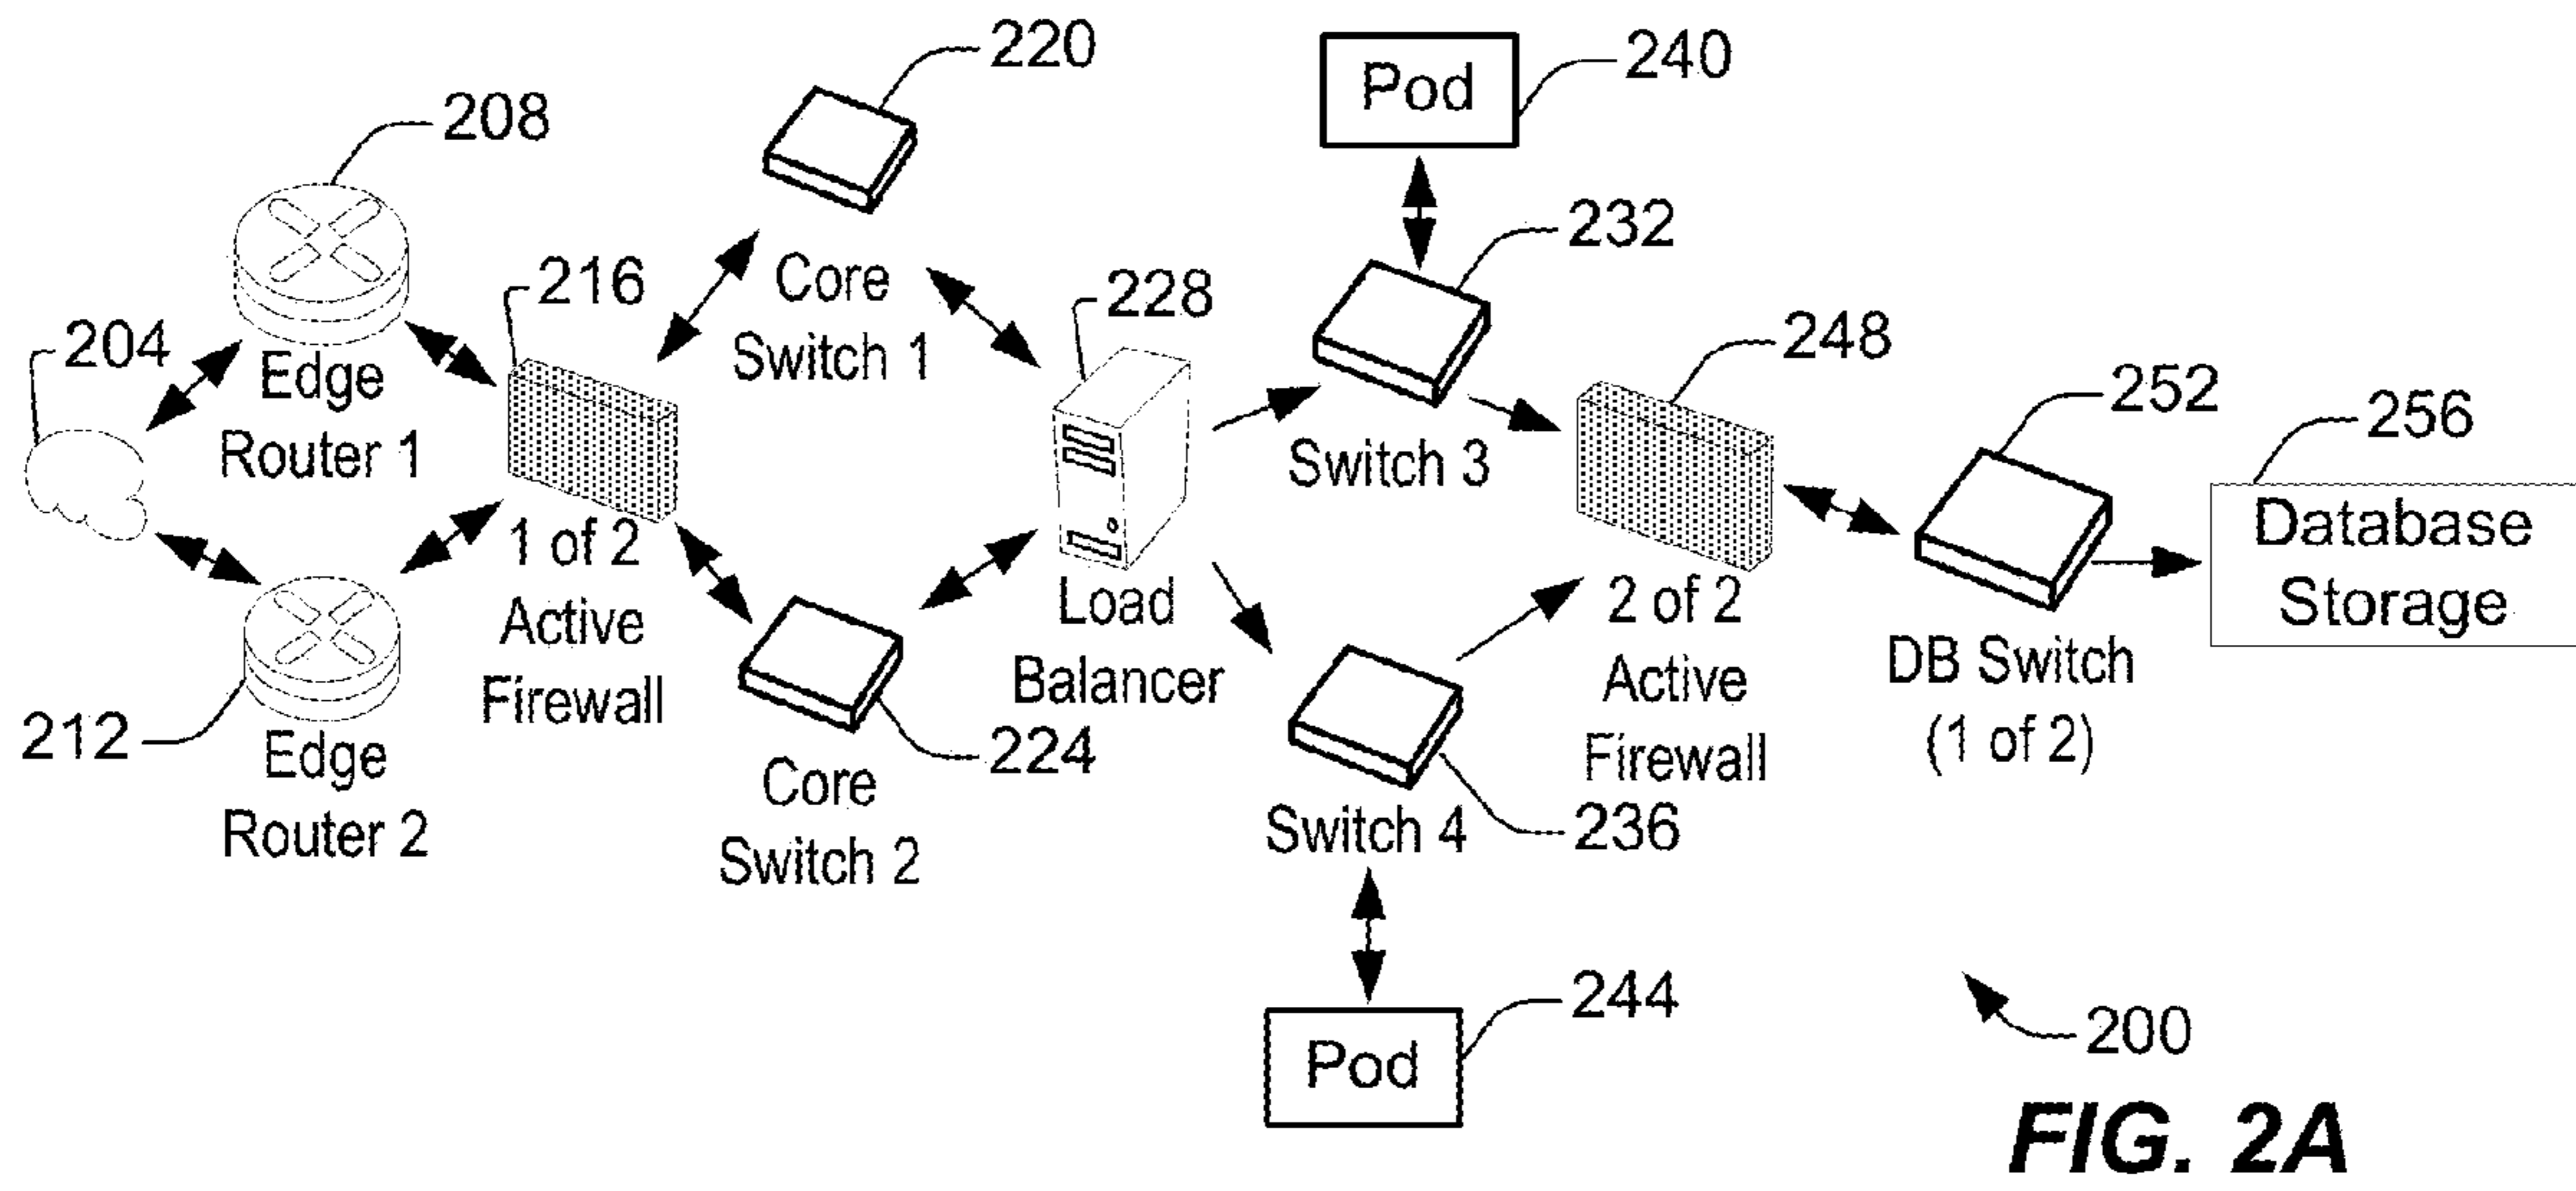 220
Pod
240
208
232
216
Core
Switch 1
228
204
Edge
Router 1
248
Switch 3
252
256
Database
Storage
1 of 2
Active
Firewall
Load
Balancer
2 of 2
Active
Firewall
DB Switch
(1 of 2)
212
Edge
Router 2
224
Core
Switch 2
Switch 4
236
244
Pod
200
FIG. 2A